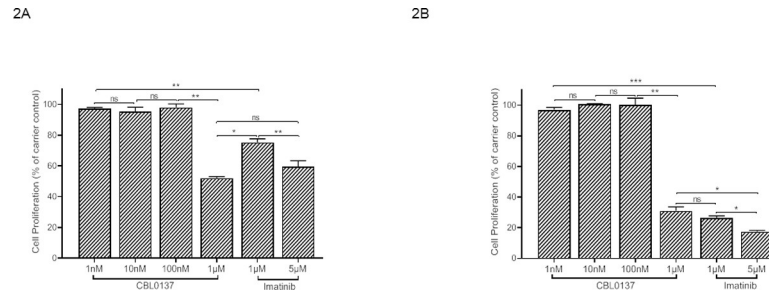 2A
2B
Cell Proliferation (% of carrier control)
100
80
60
40
20
0
**
ns
ns
**
ns
*
**
1nM
10nM
100nM
1µM
1µM
5µM
CBL0137
Imatinib
Cell Proliferation (% of carrier control)
100
80
60
40
20
0
***
ns
ns
**
*
ns
*
1nM
10nM
100nM
1µM
1µM
5µM
CBL0137
Imatinib